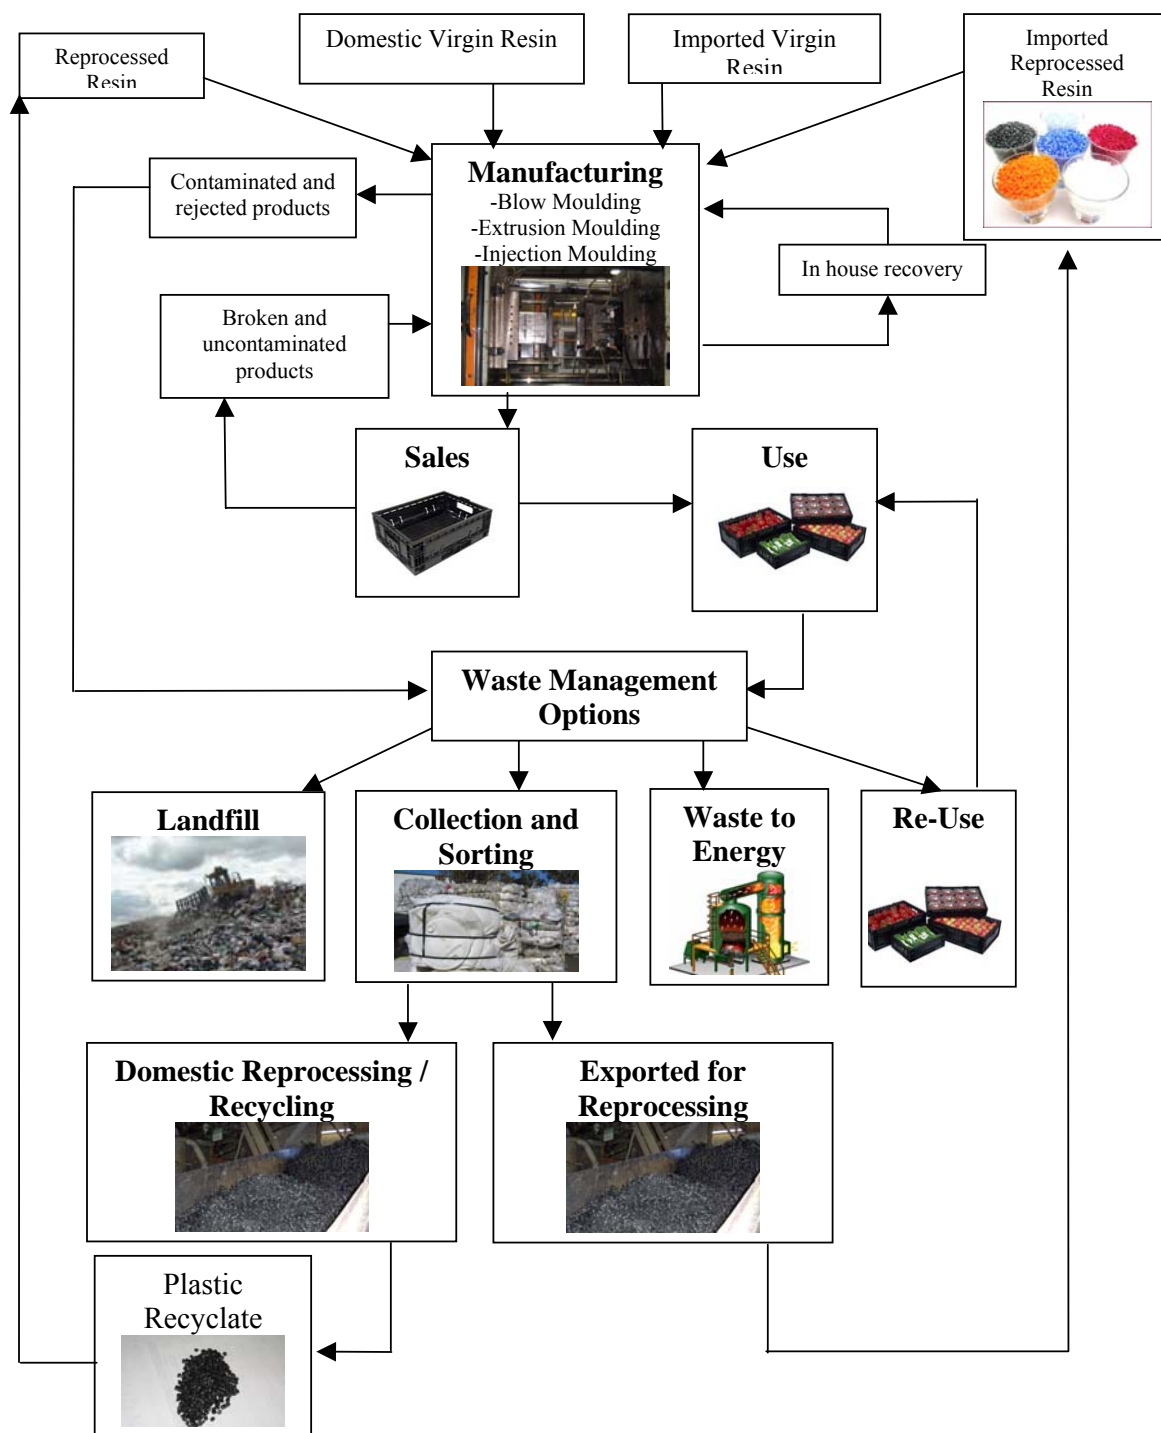 Reprocessed
Resin
Domestic Virgin Resin
Imported Virgin
Resin
Imported
Reprocessed
Resin
Contaminated and
rejected products
Manufacturing
-Blow Moulding
-Extrusion Moulding
-Injection Moulding
In house recovery
Broken and
uncontaminated
products
Sales
Use
Waste Management
Options
Landfill
Collection and
Sorting
Waste to
Energy
Re-Use
Domestic Reprocessing /
Recycling
Exported for
Reprocessing
Plastic
Recyclate